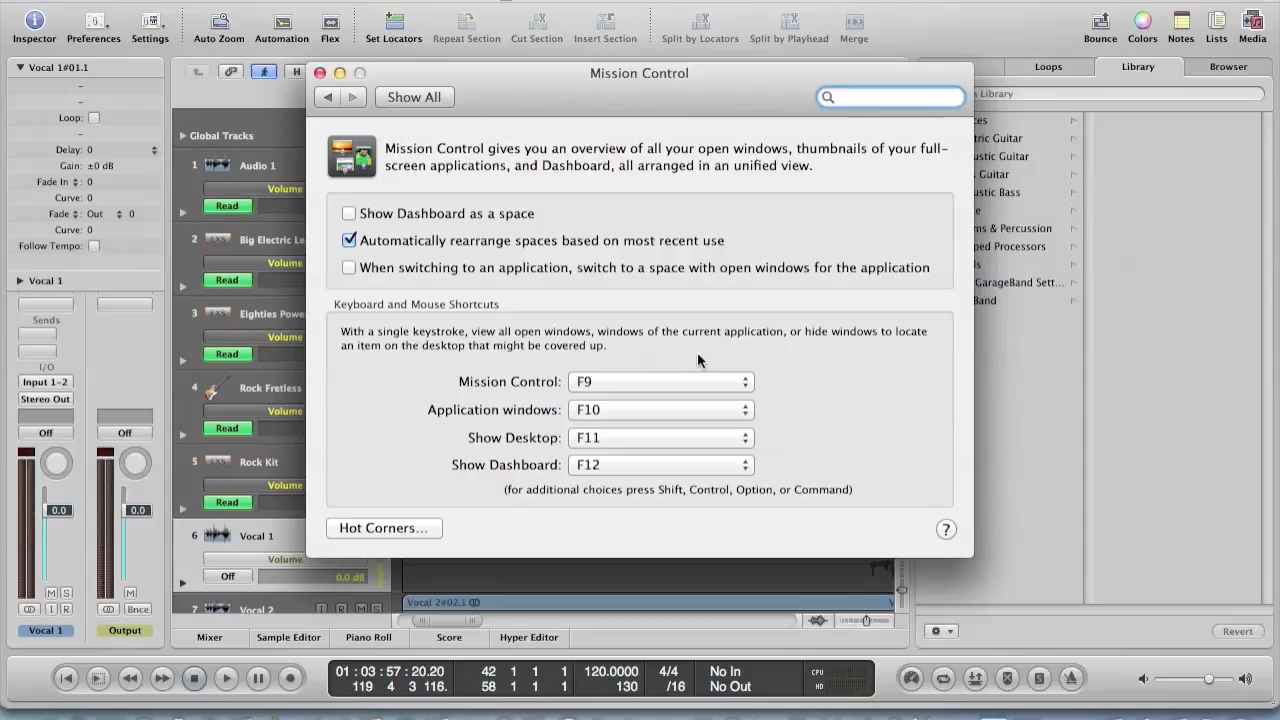 Inspector
Preferences
Settings
Auto Zoom
Automation
Flex
Set Locators
Repeat Section
Cut Section
Insert Section
Split by Locators
Split by Playhead
Merge
Bounce
Colors
Notes
Lists
Media
Vocal 1#01.1
-
-
Loop:
-
Delay: 0
Gain: ±0 dB
Fade In : 0
Curve: 0
Fade : Out : 0
Curve: 0
Follow Tempo:
Vocal 1
Sends
I/O
Input 1-2
Stereo Out
Off
Off
0.0
0.0
M S
M
I R
Bnce
Vocal 1
Output
H
Global Tracks
1 Audio 1
Volume
Read
2 EXS Big Electric Le
Volume
Read
3 EXS Eighties Powe
Volume
Read
4 Rock Fretless
Volume
Read
5 EXS Rock Kit
Volume
Read
6 Vocal 1
Volume
Off 0.0 dB
7 Vocal 2 I R M S
Vocal 2#02.1
Mission Control
Show All
Mission Control gives you an overview of all your open windows, thumbnails of your full-
screen applications, and Dashboard, all arranged in an unified view.
Show Dashboard as a space
Automatically rearrange spaces based on most recent use
When switching to an application, switch to a space with open windows for the application
Keyboard and Mouse Shortcuts
With a single keystroke, view all open windows, windows of the current application, or hide windows to locate
an item on the desktop that might be covered up.
Mission Control: F9
Application windows: F10
Show Desktop: F11
Show Dashboard: F12
(for additional choices press Shift, Control, Option, or Command)
Hot Corners...
?
Loops
Library
Browser
Library
ces
tric Guitar
ustic Guitar
s Guitar
ustic Bass
e
ms & Percussion
ped Processors
ls
GarageBand Sett...
Band
Revert
Mixer
Sample Editor
Piano Roll
Score
Hyper Editor
01:03:57:20.20 42 1 1 1 120.0000 4/4 No In CPU
119 4 3 116. 58 1 1 1 130 /16 No Out HD
S